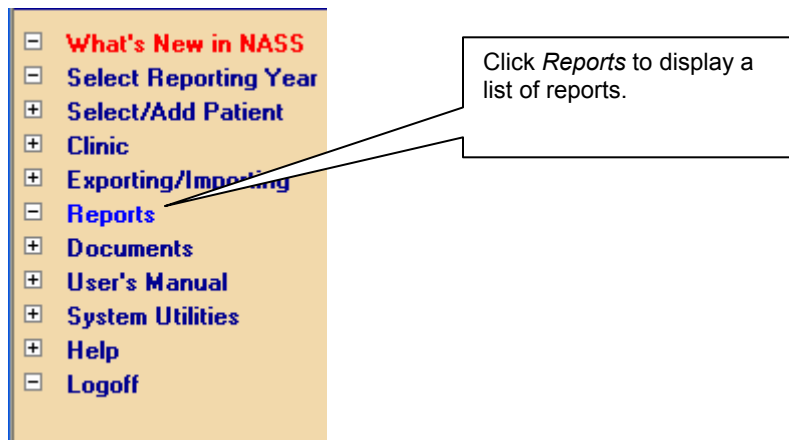 What's New in NASS
Select Reporting Year
Select/Add Patient
Clinic
Exporting/Importing
Reports
Documents
User's Manual
System Utilities
Help
Logoff
Click Reports to display a
list of reports.